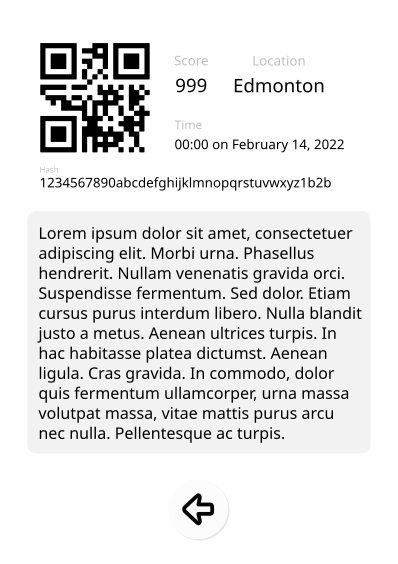 Score Location
999 Edmonton
Time
00:00 on February 14, 2022
Hash
1234567890abcdefghijklmnopqrstuvwxyz1b2b
Lorem ipsum dolor sit amet, consectetuer
adipiscing elit. Morbi urna. Phasellus
hendrerit. Nullam venenatis gravida orci.
Suspendisse fermentum. Sed dolor. Etiam
cursus purus interdum libero. Nulla blandit
justo a metus. Aenean ultrices turpis. In
hac habitasse platea dictumst. Aenean
ligula. Cras gravida. In commodo, dolor
quis fermentum ullamcorper, urna massa
volutpat massa, vitae mattis purus arcu
nec nulla. Pellentesque ac turpis.